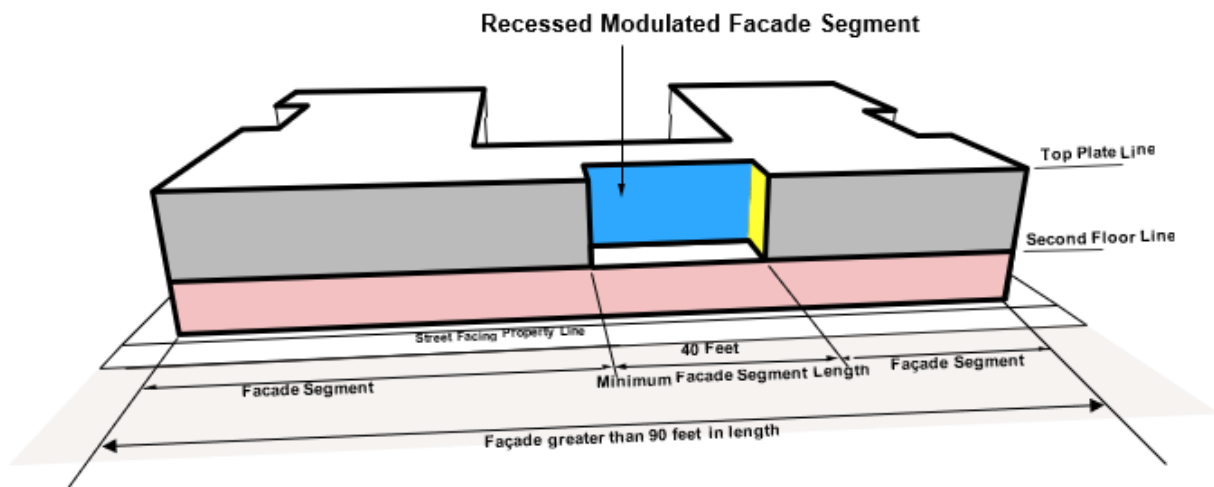 Recessed Modulated Facade Segment
Top Plate Line
Second Floor Line
Street Facing Property Line
40 Feet
Facade Segment
Minimum Facade Segment Length
Façade Segment
Façade greater than 90 feet in length